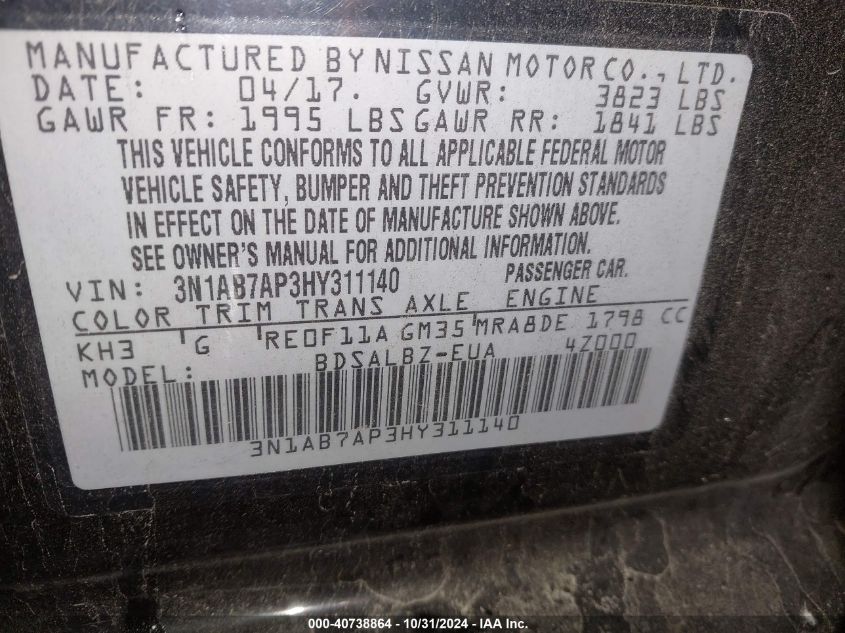 MANUFACTURED BY NISSAN MOTOR CO., LTD.
DATE: 04/17. GVWR: 3823 LBS
GAWR FR: 1995 LBS GAWR RR: 1841 LBS
THIS VEHICLE CONFORMS TO ALL APPLICABLE FEDERAL MOTOR
VEHICLE SAFETY, BUMPER AND THEFT PREVENTION STANDARDS
IN EFFECT ON THE DATE OF MANUFACTURE SHOWN ABOVE.
SEE OWNER'S MANUAL FOR ADDITIONAL INFORMATION.
VIN: 3N1AB7AP3HY311140 PASSENGER CAR.
COLOR TRIM TRANS AXLE ENGINE
KH3 G RE0F11A GM35 MRA8DE 1798 CC
MODEL: BDSALBZ-EUA 4Z000
3N1AB7AP3HY311140
000-40738864 - 10/31/2024 - IAA Inc.